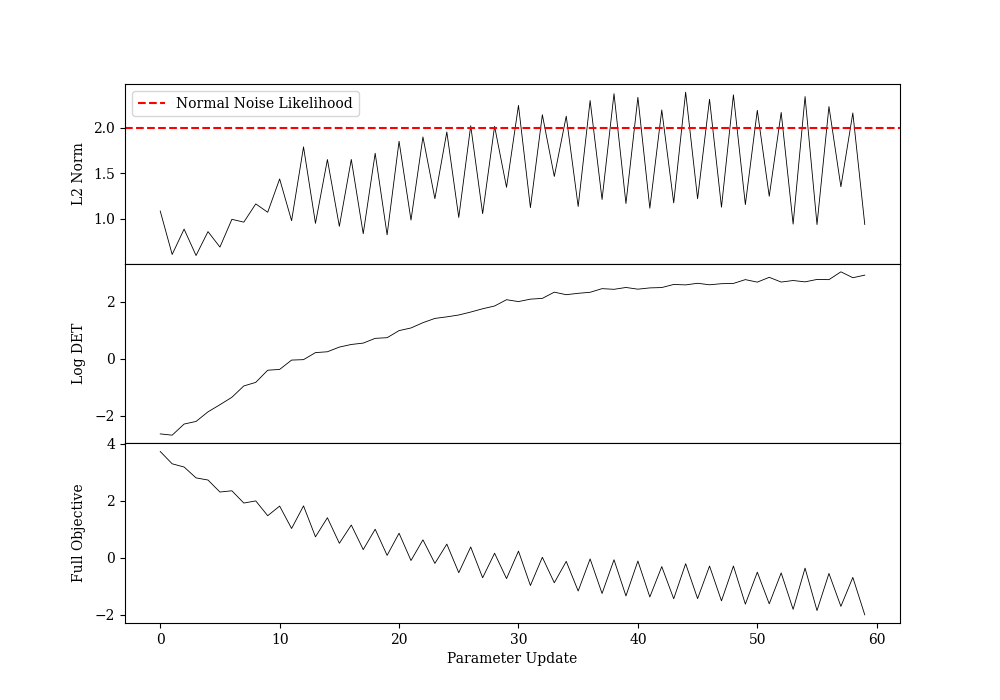 Normal Noise Likelihood
2.0
1.5
1.0
L2 Norm
2
0
−2
Log DET
4
2
0
−2
Full Objective
0 10 20 30 40 50 60
Parameter Update